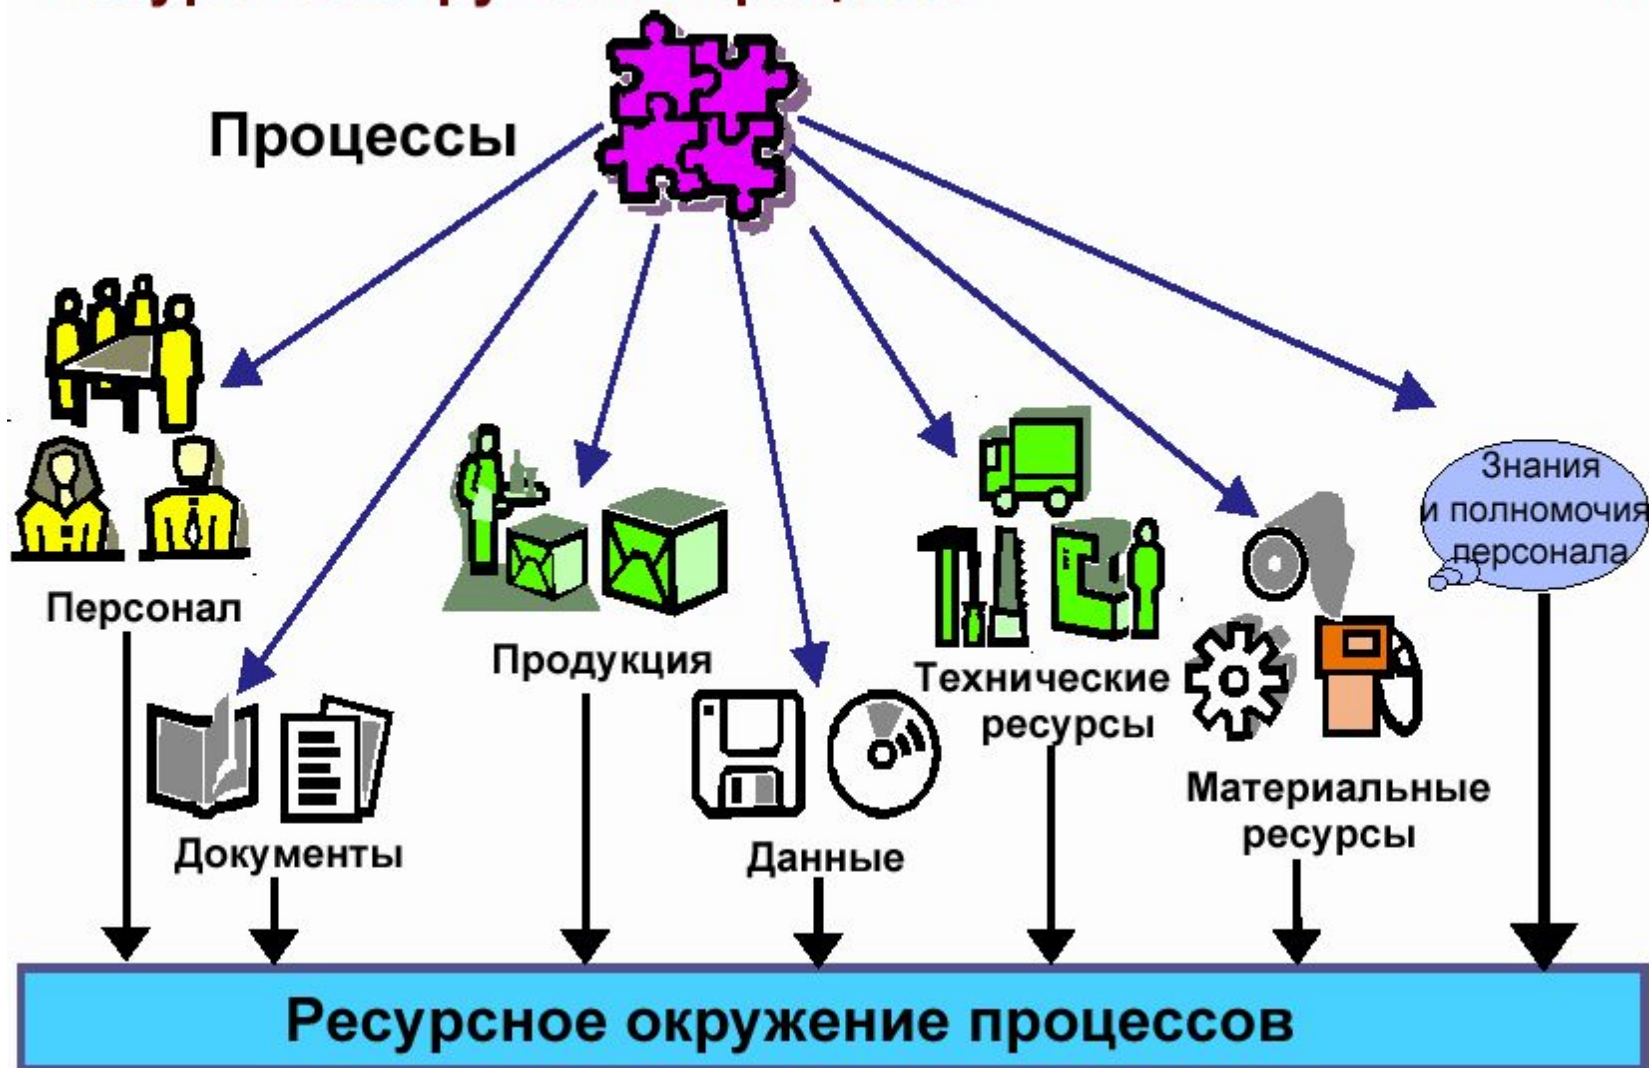 Процессы
Знания
и полномочия
персонала
Персонал
Продукция
Технические
ресурсы
Материальные
ресурсы
Документы
Данные
Ресурсное окружение процессов